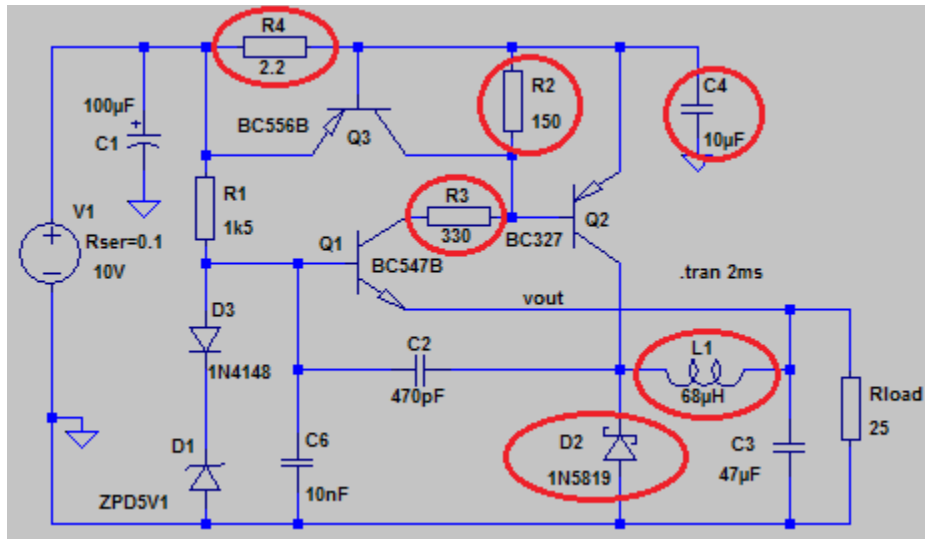 R4
2.2
C4
10µF
R2
150
100µF
+
C1
BC556B
Q3
R1
1k5
R3
330
Q2
BC327
V1
Rser=0.1
10V
Q1
BC547B
.tran 2ms
vout
D3
1N4148
C2
470pF
L1
68µH
Rload
25
D1
ZPD5V1
C6
10nF
D2
1N5819
C3
47µF